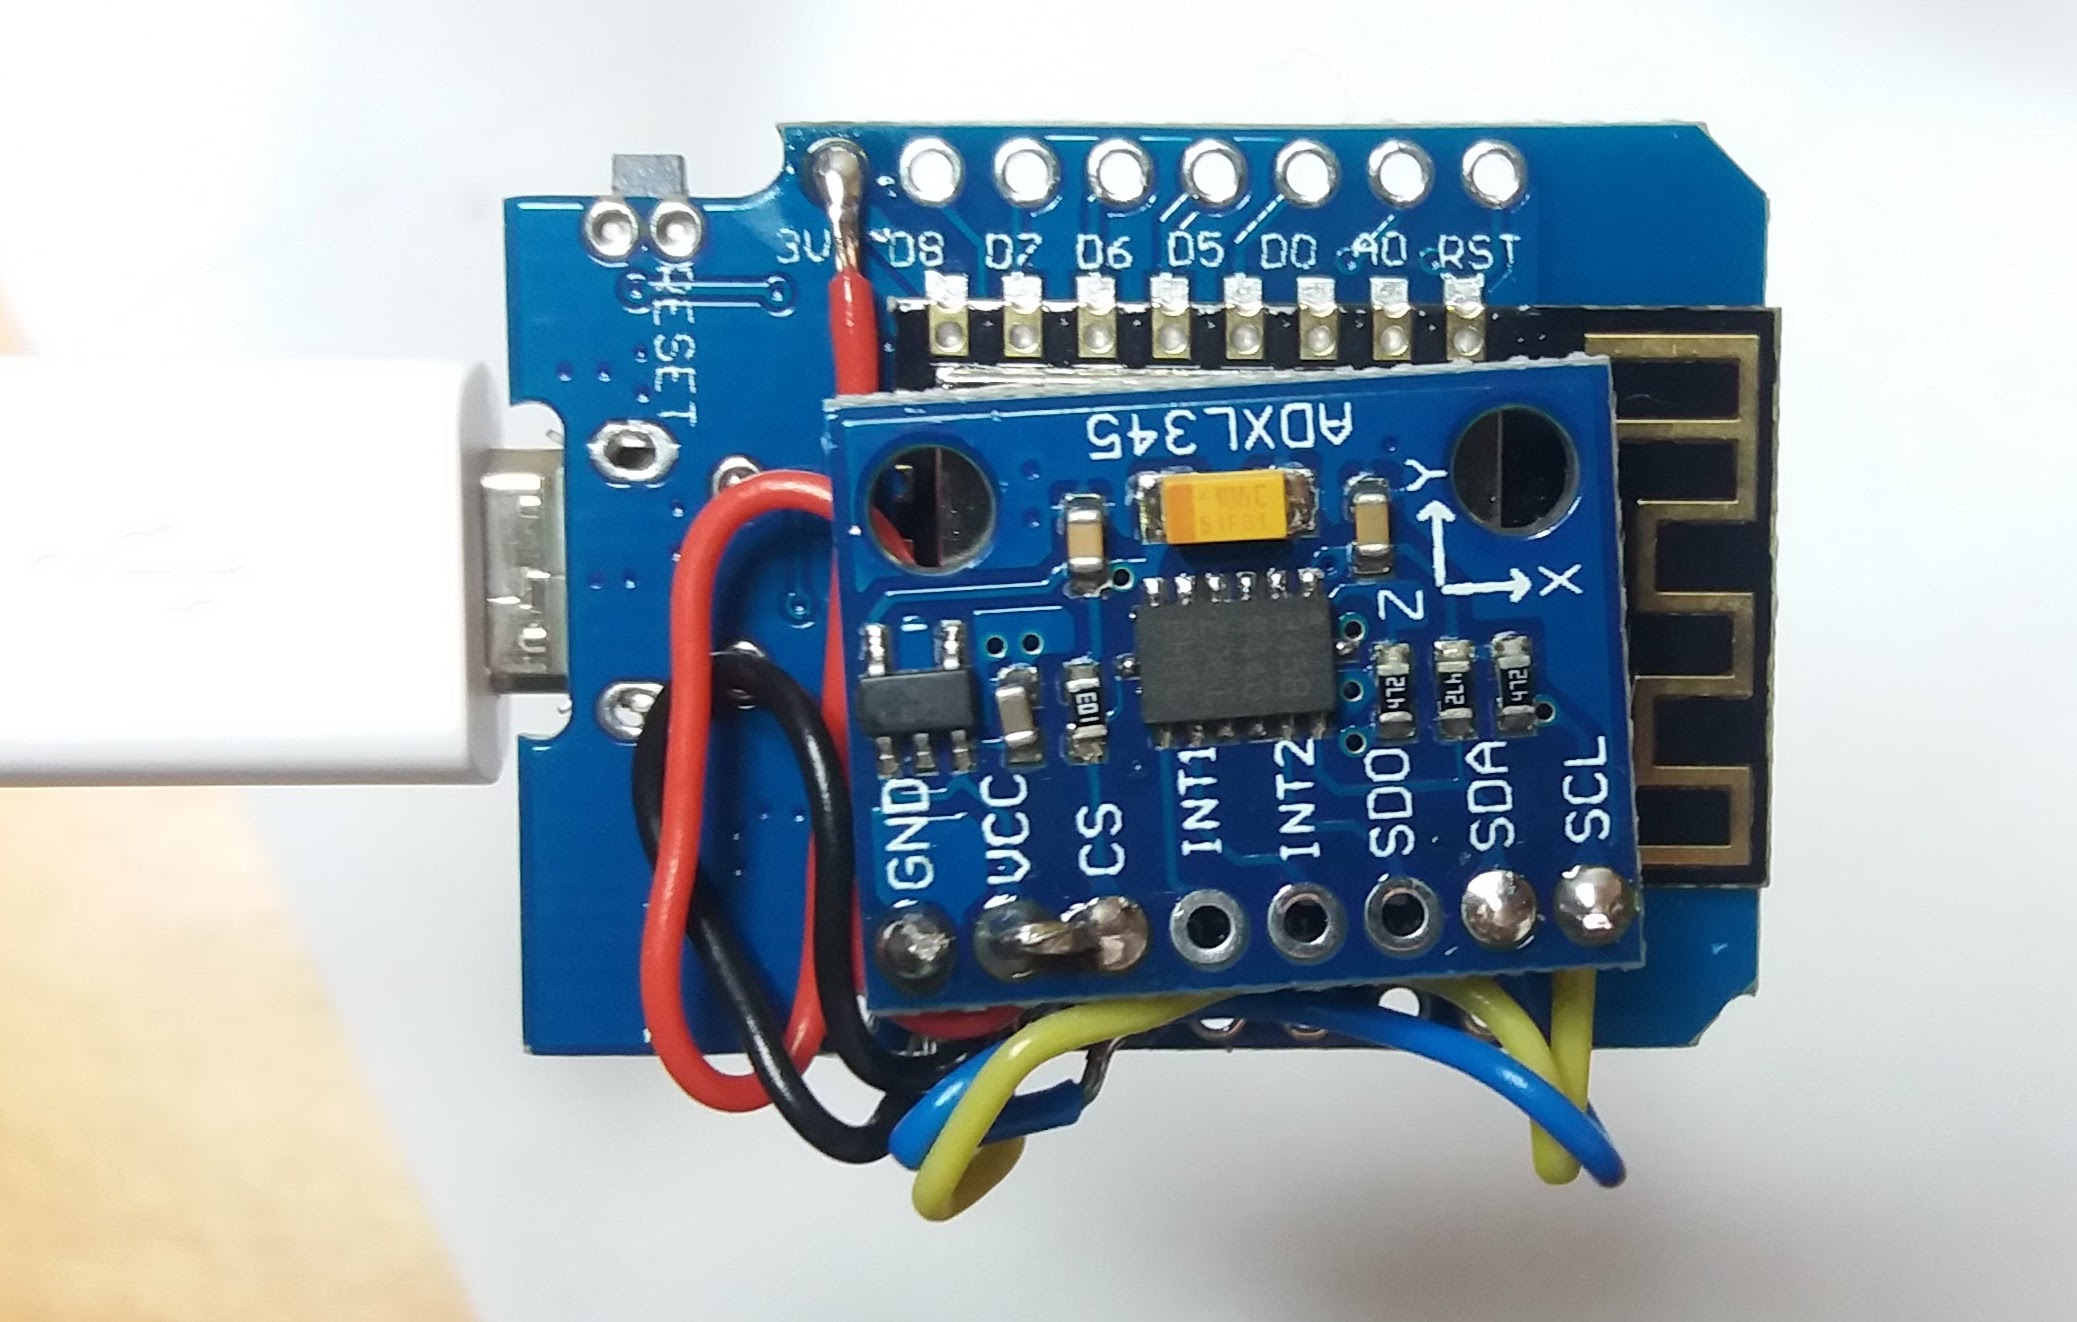 3V
D8
D7
D6
D5
D0
A0
RST
RESET
ADXL345
Y
X
Z
103
472
472
472
GND
VCC
CS
INT1
INT2
SDO
SDA
SCL